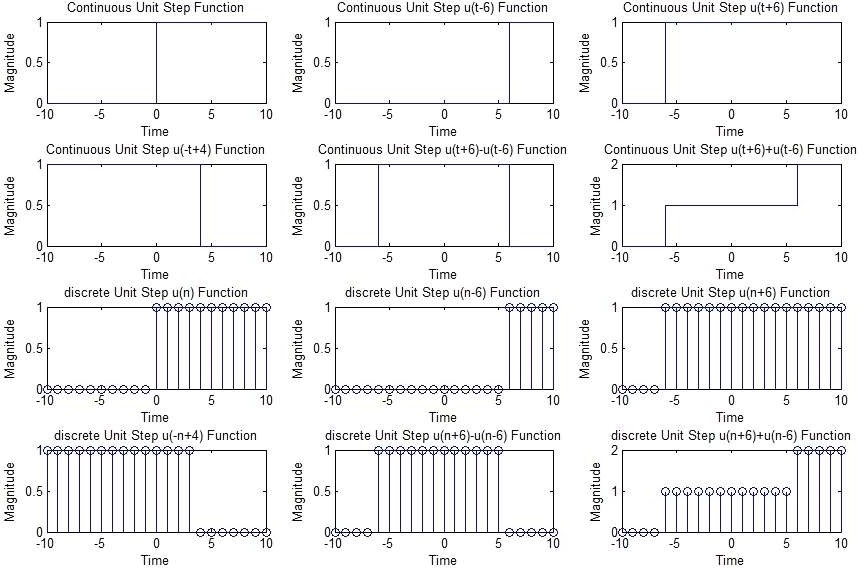 Continuous Unit Step Function
Continuous Unit Step u(t-6) Function
Continuous Unit Step u(t+6) Function
Magnitude
1
0.5
0
-10
-5
0
5
10
Time
Magnitude
1
0.5
0
-10
-5
0
5
10
Time
Magnitude
1
0.5
0
-10
-5
0
5
10
Time
Continuous Unit Step u(-t+4) Function
Continuous Unit Step u(t+6)-u(t-6) Function
Continuous Unit Step u(t+6)+u(t-6) Function
Magnitude
1
0.5
0
-10
-5
0
5
10
Time
Magnitude
1
0.5
0
-10
-5
0
5
10
Time
Magnitude
2
1
0
-10
-5
0
5
10
Time
discrete Unit Step u(n) Function
discrete Unit Step u(n-6) Function
discrete Unit Step u(n+6) Function
Magnitude
1
0.5
0
-10
-5
0
5
10
Time
Magnitude
1
0.5
0
-10
-5
0
5
10
Time
Magnitude
1
0.5
0
-10
-5
0
5
10
Time
discrete Unit Step u(-n+4) Function
discrete Unit Step u(n+6)-u(n-6) Function
discrete Unit Step u(n+6)+u(n-6) Function
Magnitude
1
0.5
0
-10
-5
0
5
10
Time
Magnitude
1
0.5
0
-10
-5
0
5
10
Time
Magnitude
2
1
0
-10
-5
0
5
10
Time